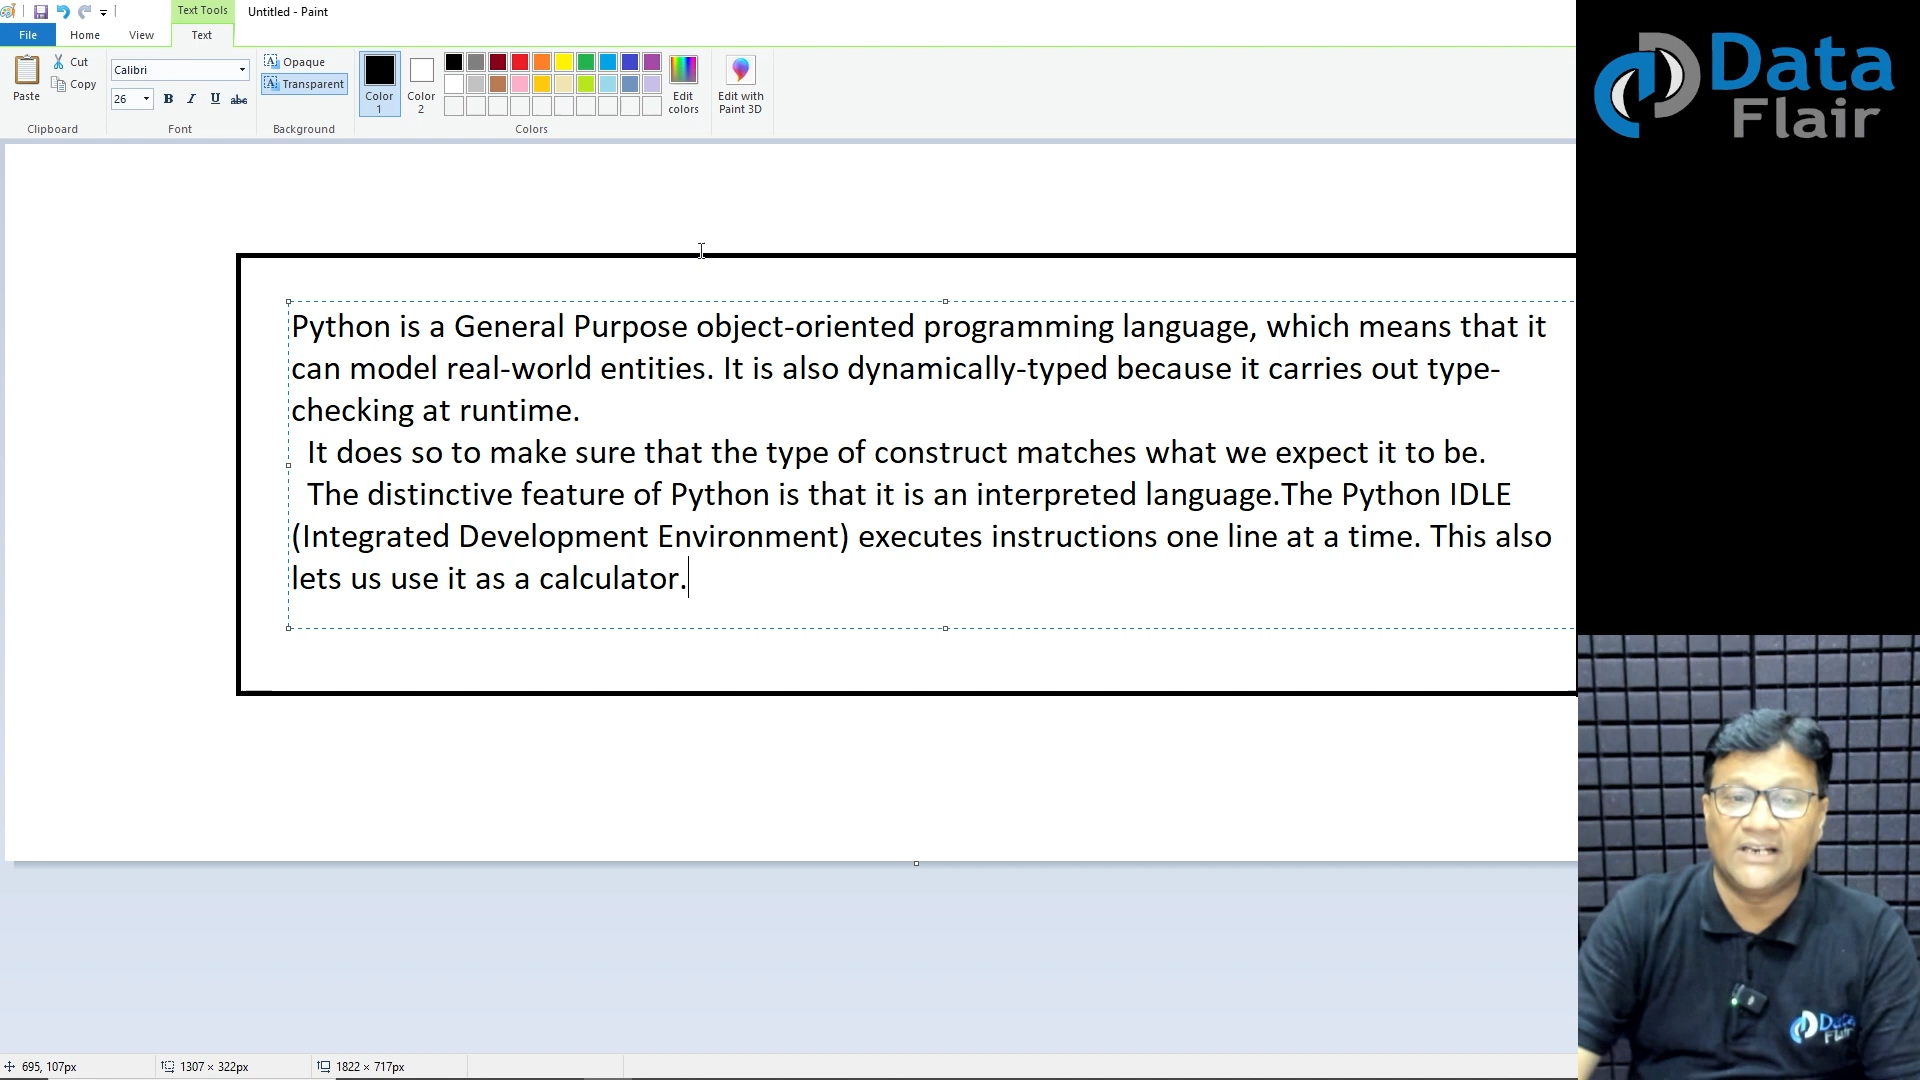 Text Tools
Untitled - Paint
File
Home
View
Text
Paste
Cut
Copy
Clipboard
Calibri
26
B
I
U
abc
Font
Opaque
Transparent
Background
Color
1
Color
2
Colors
Edit
colors
Edit with
Paint 3D
Data
Flair
Python is a General Purpose object-oriented programming language, which means that it
can model real-world entities. It is also dynamically-typed because it carries out type-
checking at runtime.
It does so to make sure that the type of construct matches what we expect it to be.
The distinctive feature of Python is that it is an interpreted language.The Python IDLE
(Integrated Development Environment) executes instructions one line at a time. This also
lets us use it as a calculator.
Data
Flair
695, 107px
1307 × 322px
1822 × 717px